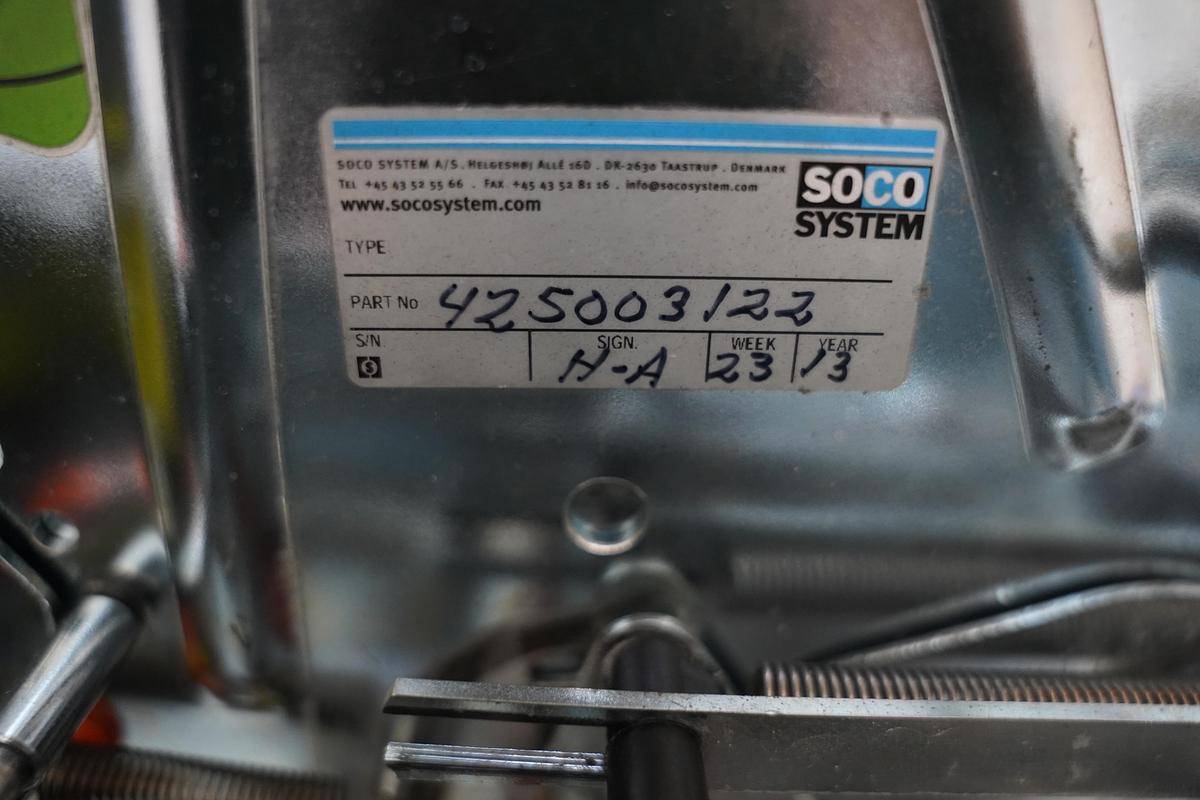 SOCO SYSTEM A/S . HELGESHØJ ALLÉ 16D . DK-2630 TAASTRUP . DENMARK
TEL +45 43 52 55 66 . FAX +45 43 52 81 16 . info@socosystem.com
www.socosystem.com
SOCO
SYSTEM
TYPE
PART No 425003122
S/N SIGN. WEEK YEAR
H-A 23 13